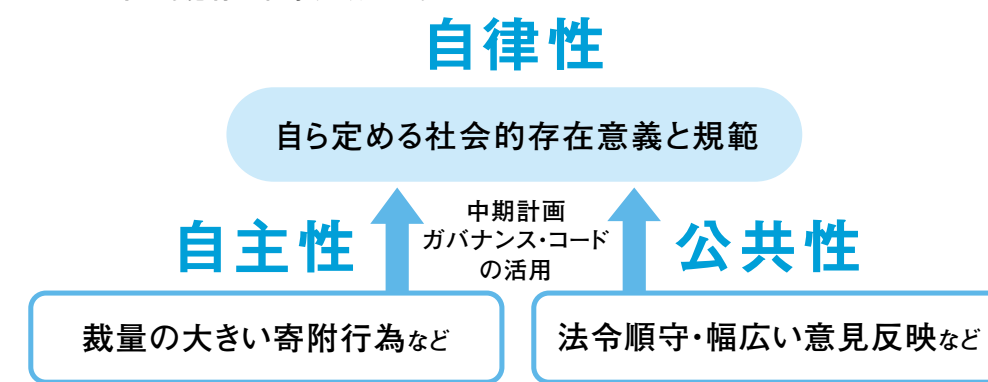 自律性
自ら定める社会的存在意義と規範
中期計画
ガバナンス・コード
の活用
自主性
公共性
裁量の大きい寄附行為など
法令順守・幅広い意見反映など